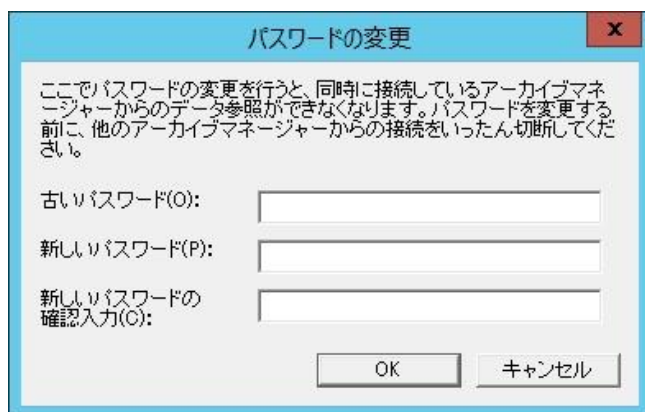 パスワードの変更
x
ここでパスワードの変更を行うと、同時に接続しているアーカイブマネ
ージャーからのデータ参照ができなくなります。パスワードを変更する
前に、他のアーカイブマネージャーからの接続をいったん切断してくだ
さい。
古いパスワード(O):
新しいパスワード(P):
新しいパスワードの
確認入力(C):
OK
キャンセル